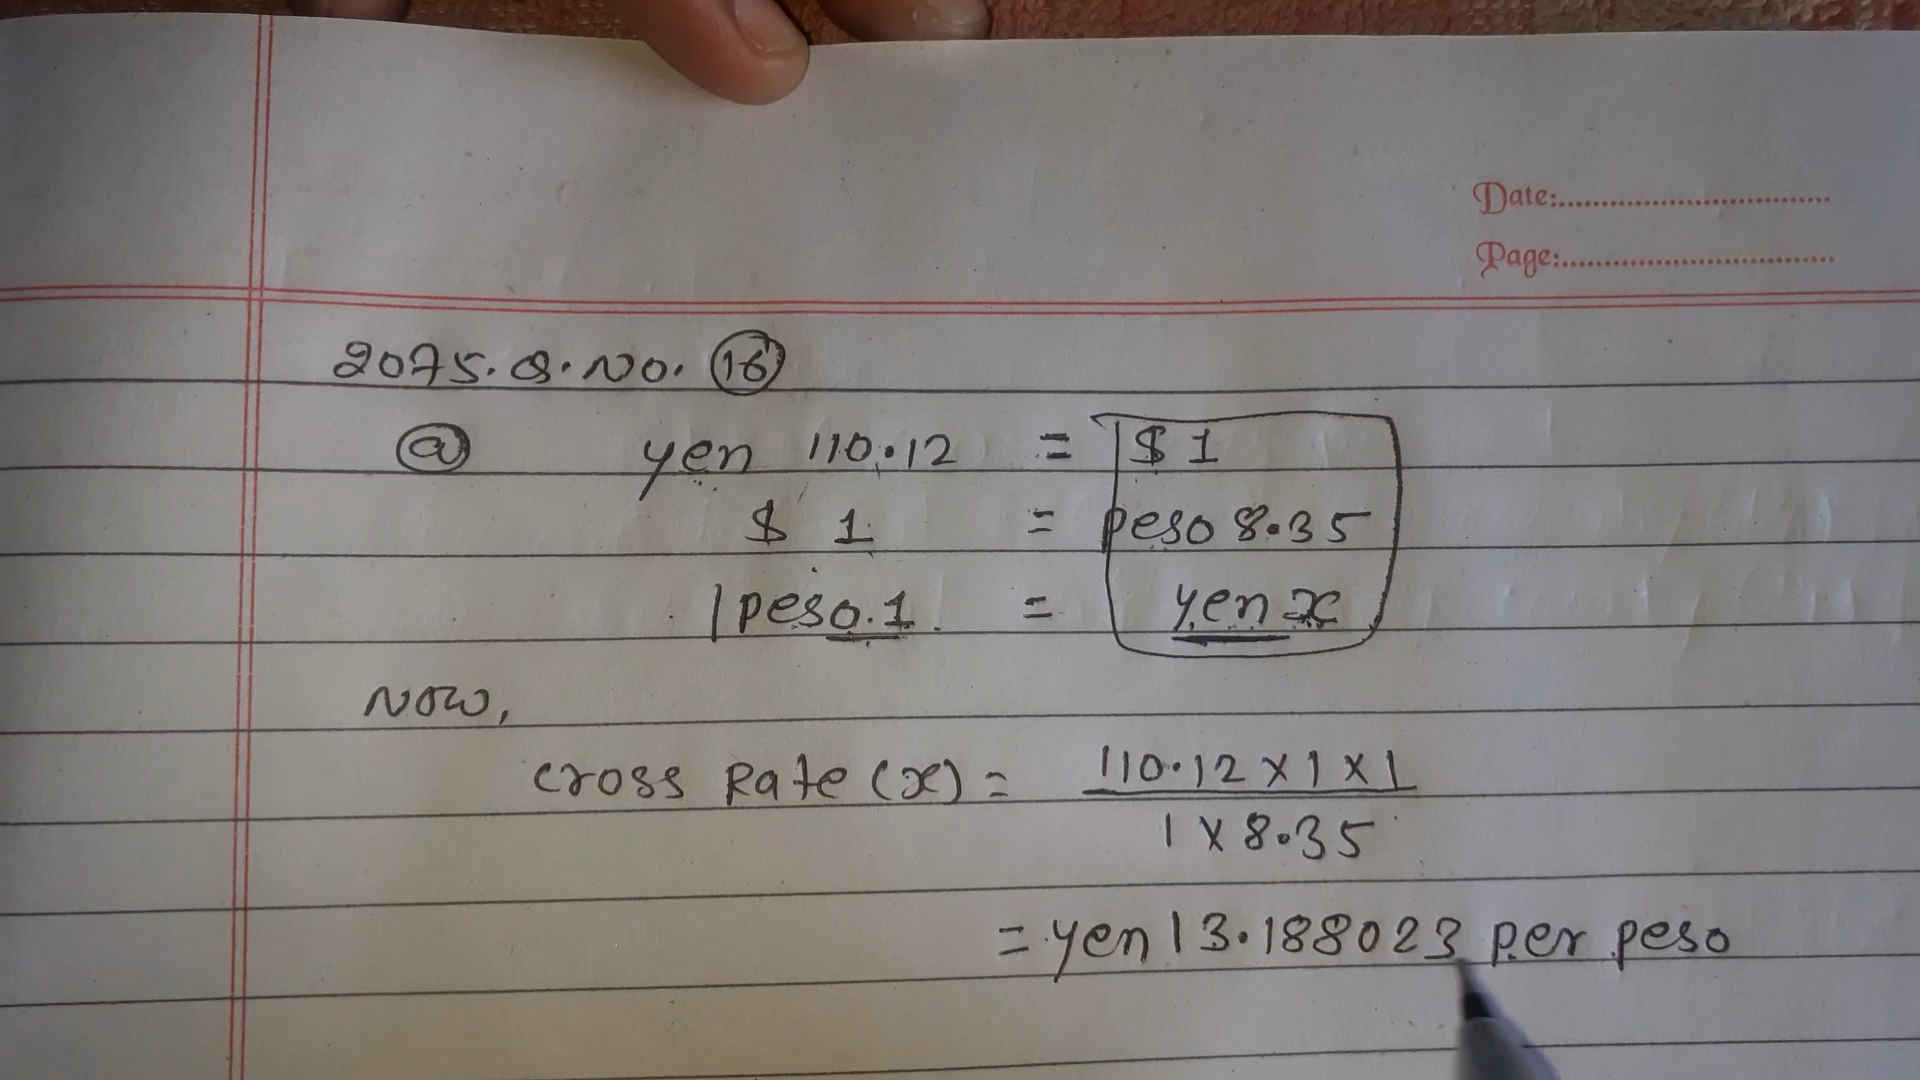 Date:
Page:
2075. Q. No. 16
a yen 110.12 = $ 1
$ 1 = peso 8.35
peso.1 = yen x
Now,
cross Rate (x) = 110.12 x 1 x 1
1 x 8.35
= yen 13.188023 per peso